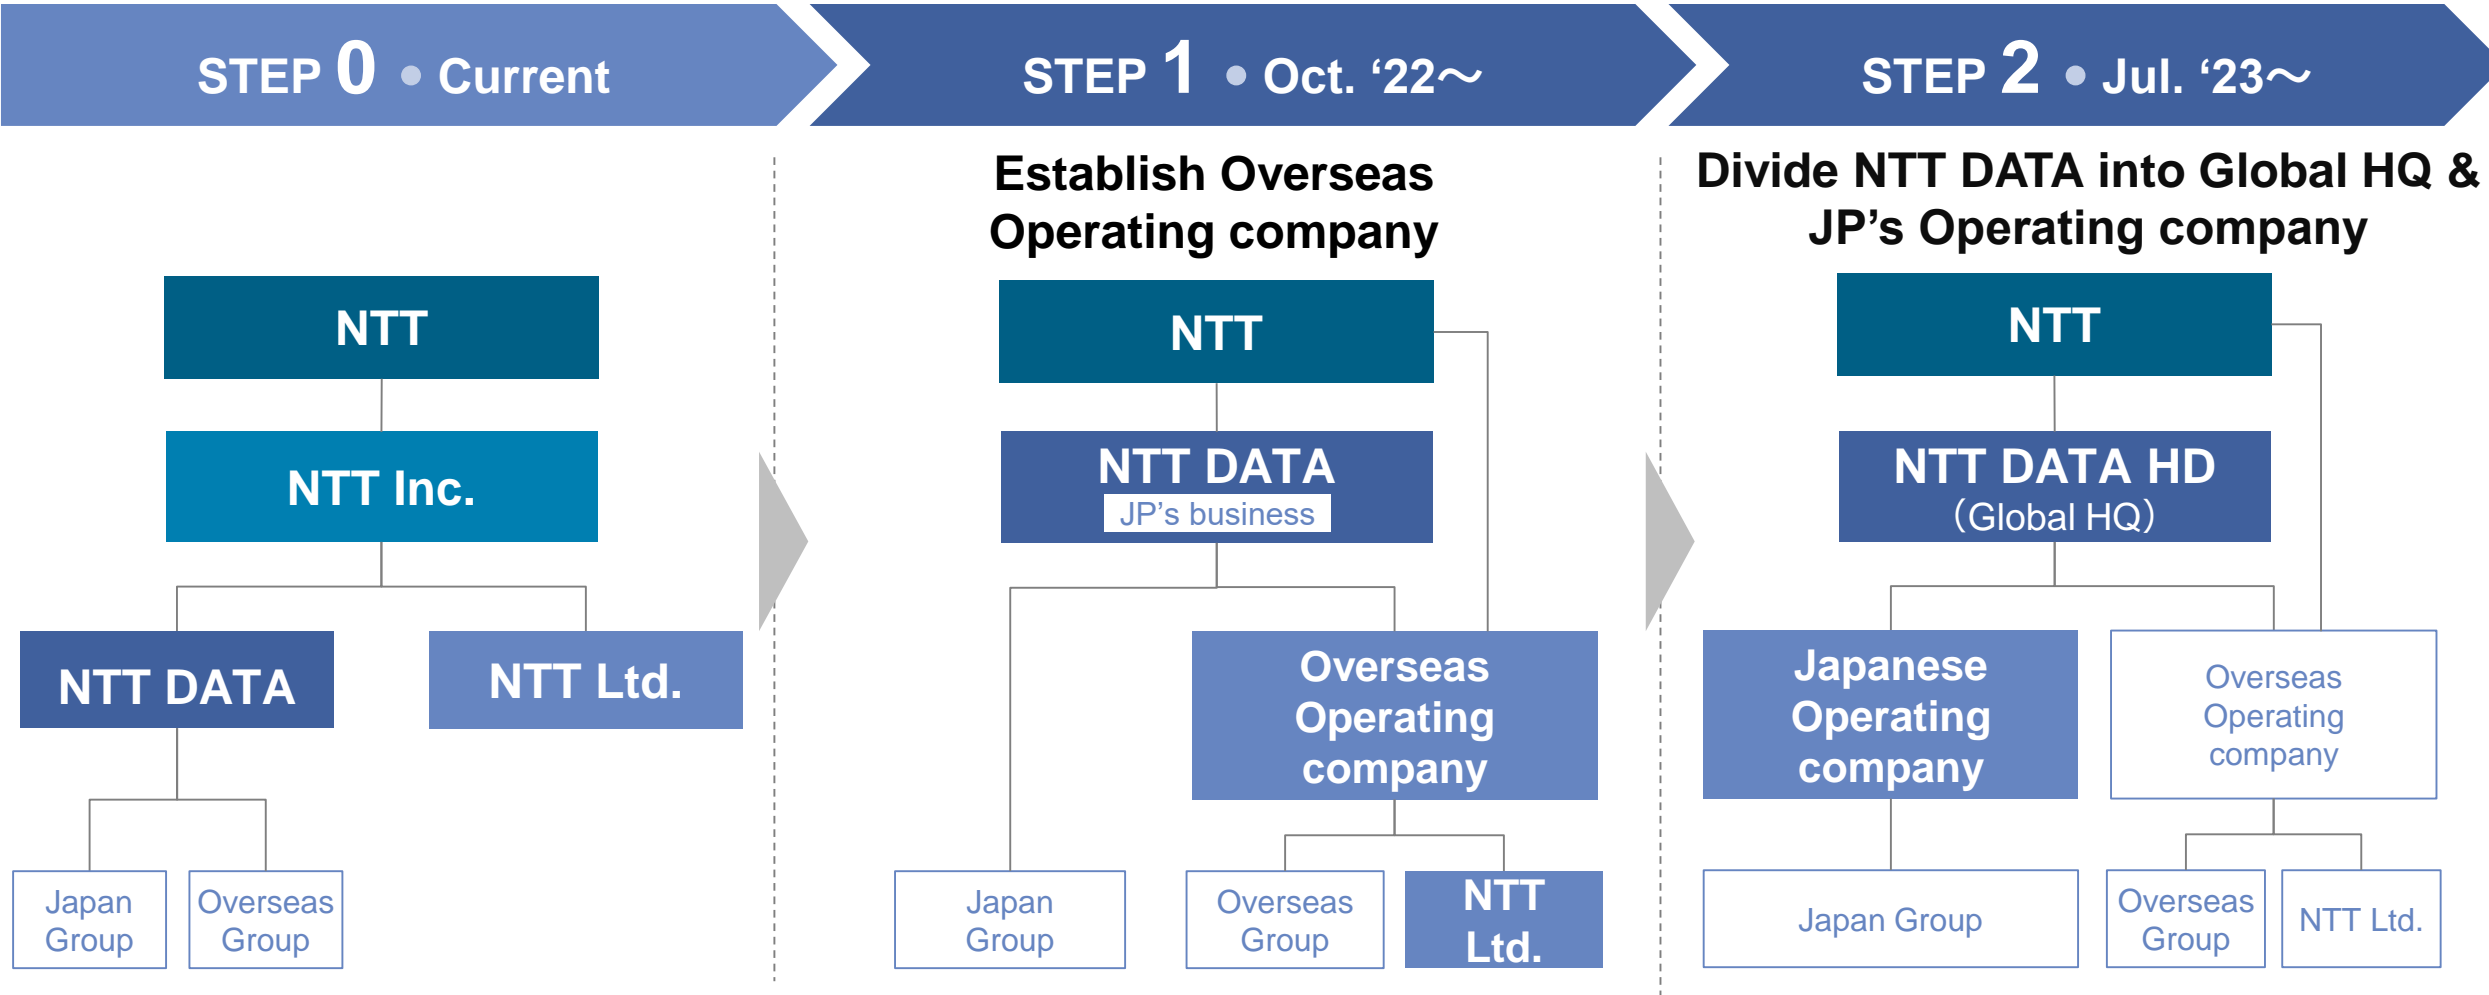 STEP 0 • Current
STEP 1 • Oct. ‘22～
STEP 2 • Jul. ‘23～
Establish Overseas
Operating company
Divide NTT DATA into Global HQ &
JP’s Operating company
NTT
NTT Inc.
NTT DATA
NTT Ltd.
Japan
Group
Overseas
Group
NTT
NTT DATA
JP’s business
Overseas
Operating
company
Japan
Group
Overseas
Group
NTT
Ltd.
NTT
NTT DATA HD
（Global HQ）
Japanese
Operating
company
Overseas
Operating
company
Japan Group
Overseas
Group
NTT Ltd.